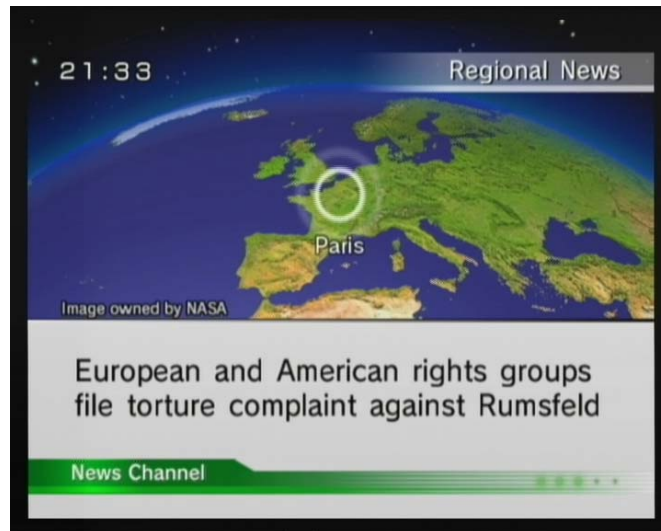 21:33
Regional News
Paris
Image owned by NASA
European and American rights groups
file torture complaint against Rumsfeld
News Channel